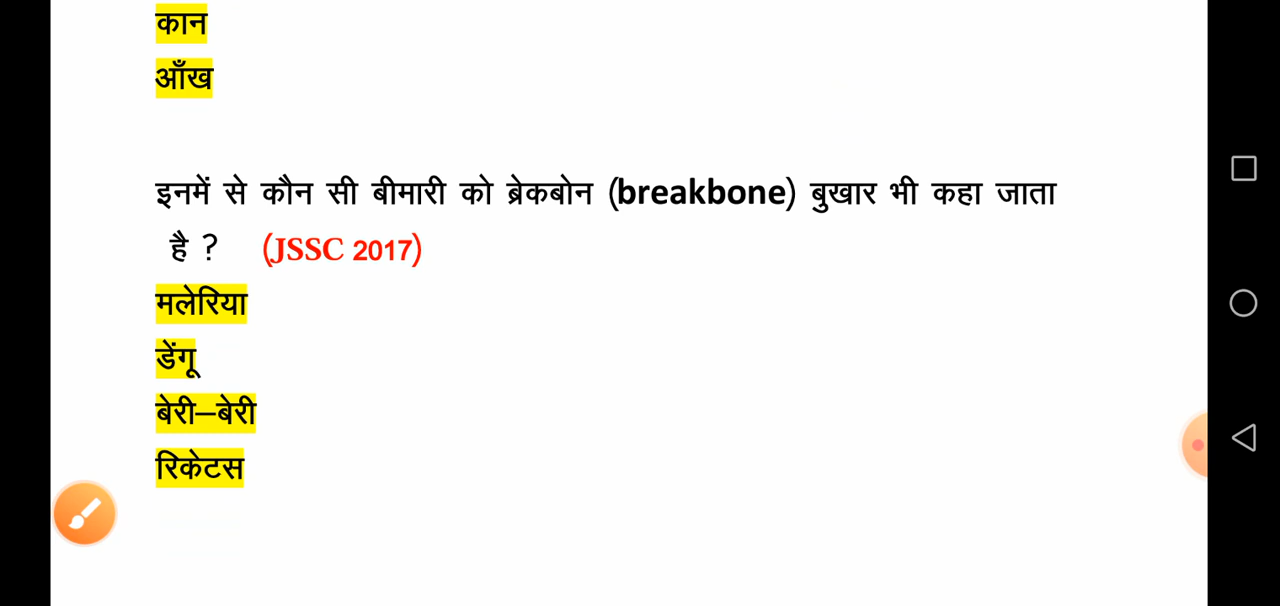 कान
आँख
इनमें से कौन सी बीमारी को ब्रेकबोन (breakbone) बुखार भी कहा जाता
है ? (JSSC 2017)
मलेरिया
डेंगू
बेरी–बेरी
रिकेटस